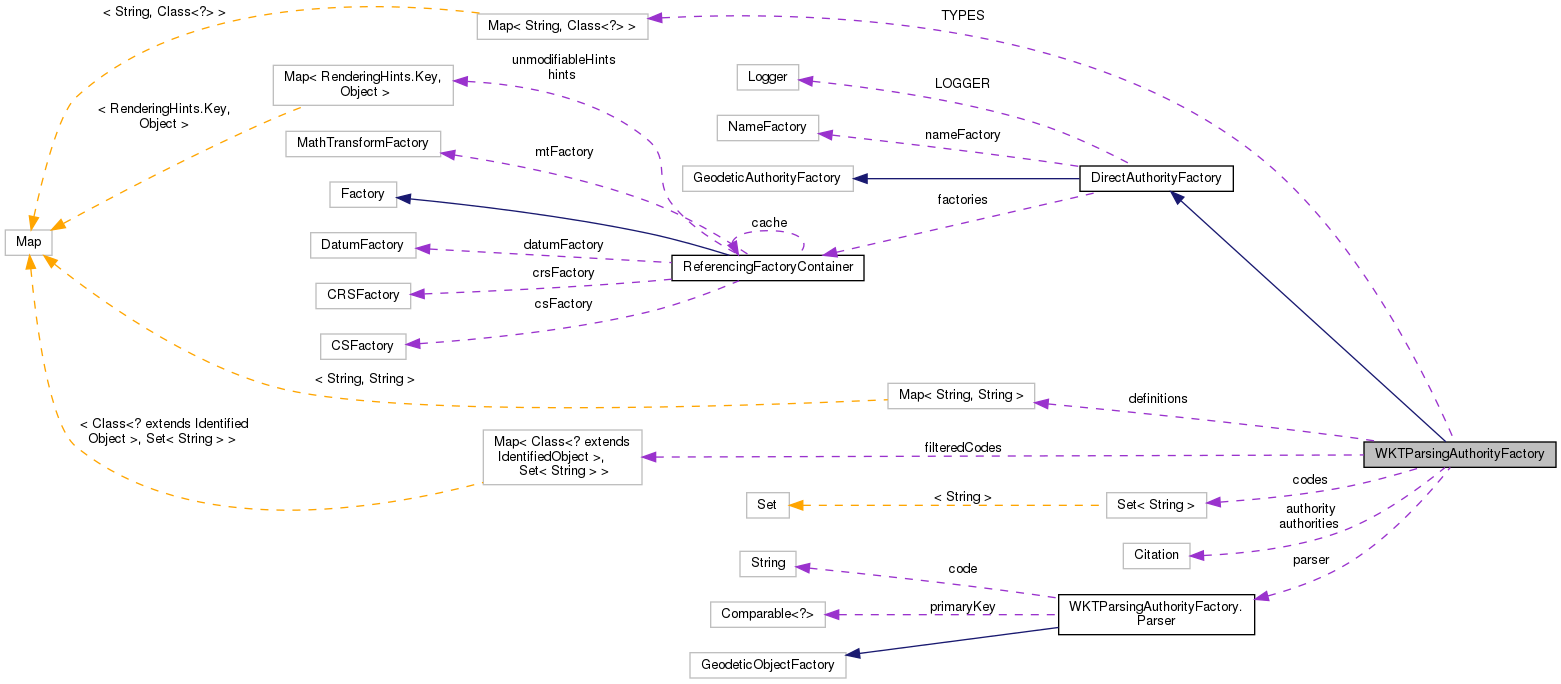 < String, Class<?> >
Map< String, Class<?> >
TYPES
unmodifiableHints
hints
Map< RenderingHints.Key,
Object >
Logger
LOGGER
< RenderingHints.Key,
Object >
NameFactory
nameFactory
MathTransformFactory
mtFactory
GeodeticAuthorityFactory
DirectAuthorityFactory
Factory
factories
cache
Map
DatumFactory
datumFactory
ReferencingFactoryContainer
crsFactory
CRSFactory
csFactory
CSFactory
< String, String >
Map< String, String >
definitions
< Class<? extends Identified
Object >, Set< String > >
Map< Class<? extends
IdentifiedObject >,
Set< String > >
filteredCodes
WKTParsingAuthorityFactory
codes
Set
< String >
Set< String >
authority
authorities
Citation
parser
String
code
Comparable<?>
primaryKey
WKTParsingAuthorityFactory.
Parser
GeodeticObjectFactory